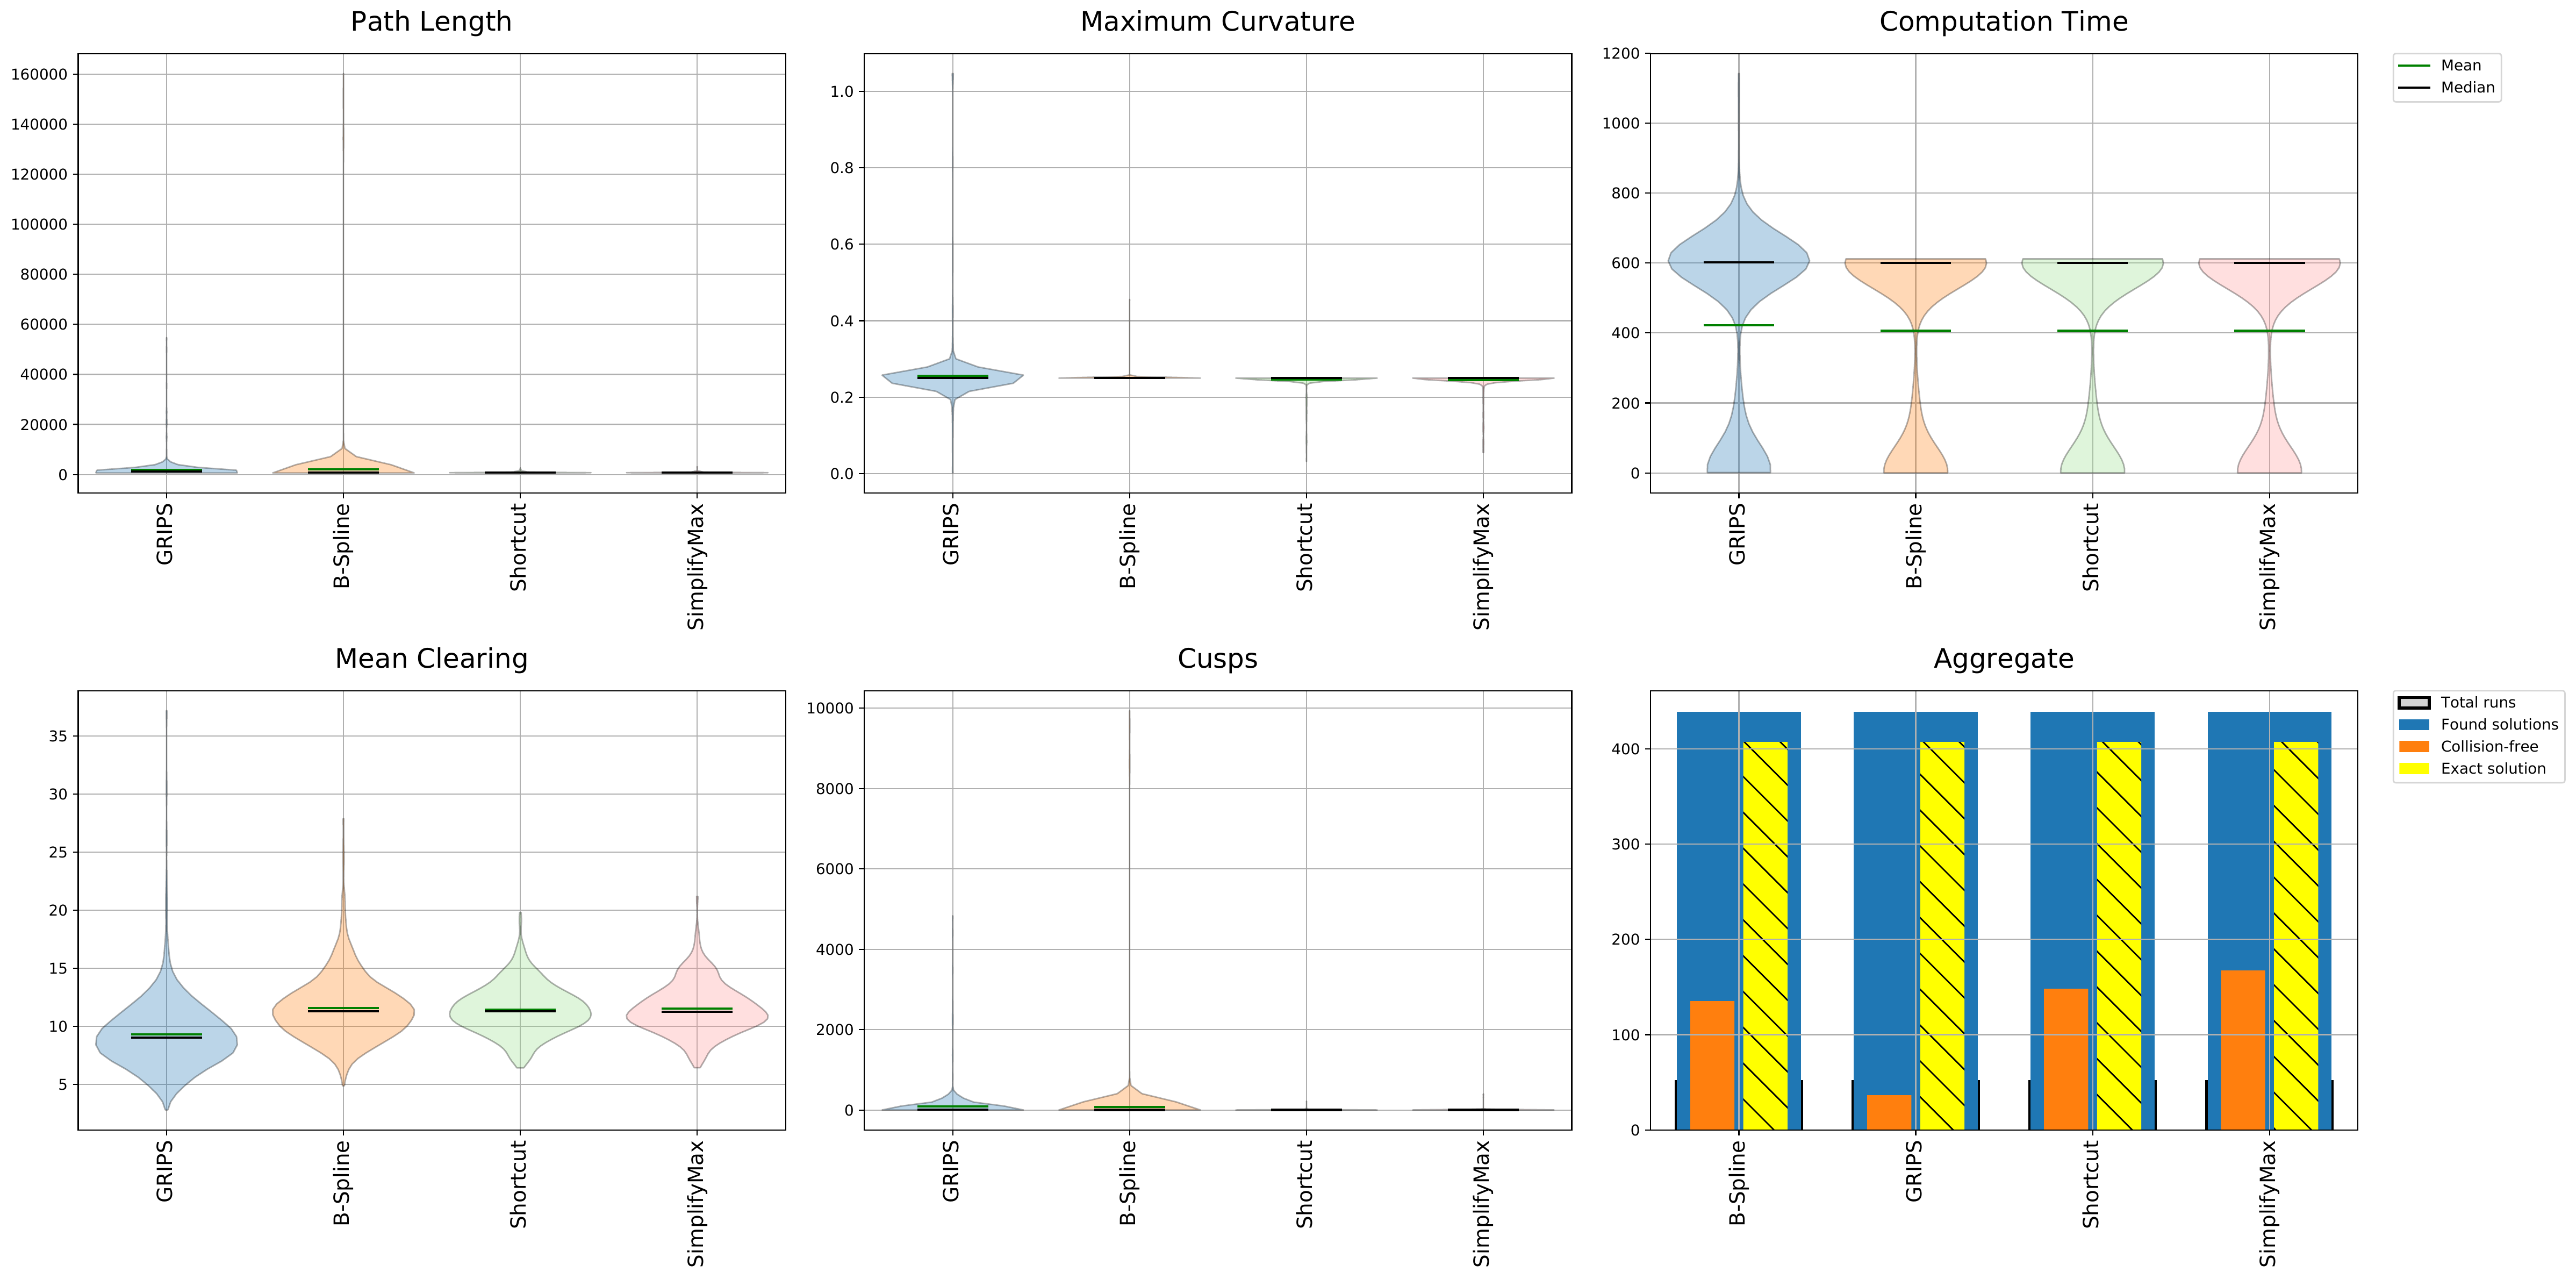 Path Length
160000
140000
120000
100000
80000
60000
40000
20000
0
GRIPS
B-Spline
Shortcut
SimplifyMax
Maximum Curvature
1.0
0.8
0.6
0.4
0.2
0.0
GRIPS
B-Spline
Shortcut
SimplifyMax
Computation Time
1200
1000
800
600
400
200
0
GRIPS
B-Spline
Shortcut
SimplifyMax
Mean
Median
Mean Clearing
35
30
25
20
15
10
5
GRIPS
B-Spline
Shortcut
SimplifyMax
Cusps
10000
8000
6000
4000
2000
0
GRIPS
B-Spline
Shortcut
SimplifyMax
Aggregate
400
300
200
100
0
B-Spline
GRIPS
Shortcut
SimplifyMax
Total runs
Found solutions
Collision-free
Exact solution